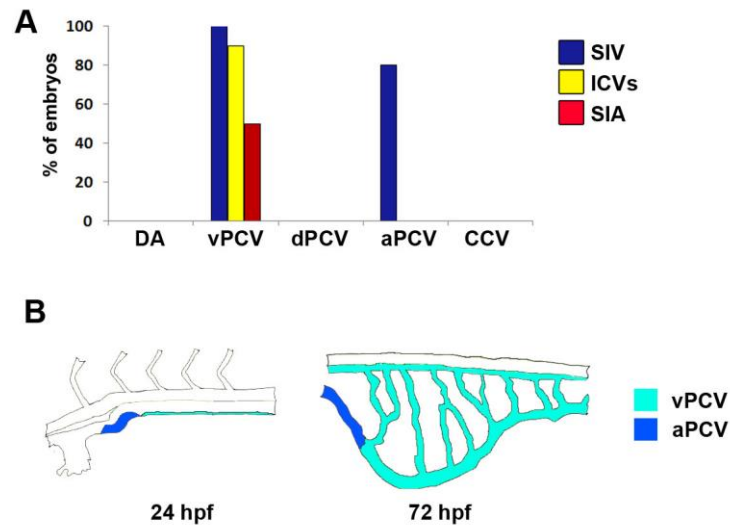 A
% of embryos
100
80
60
40
20
0
DA vPCV dPCV aPCV CCV
SIV
ICVs
SIA
B
24 hpf 72 hpf
vPCV
aPCV